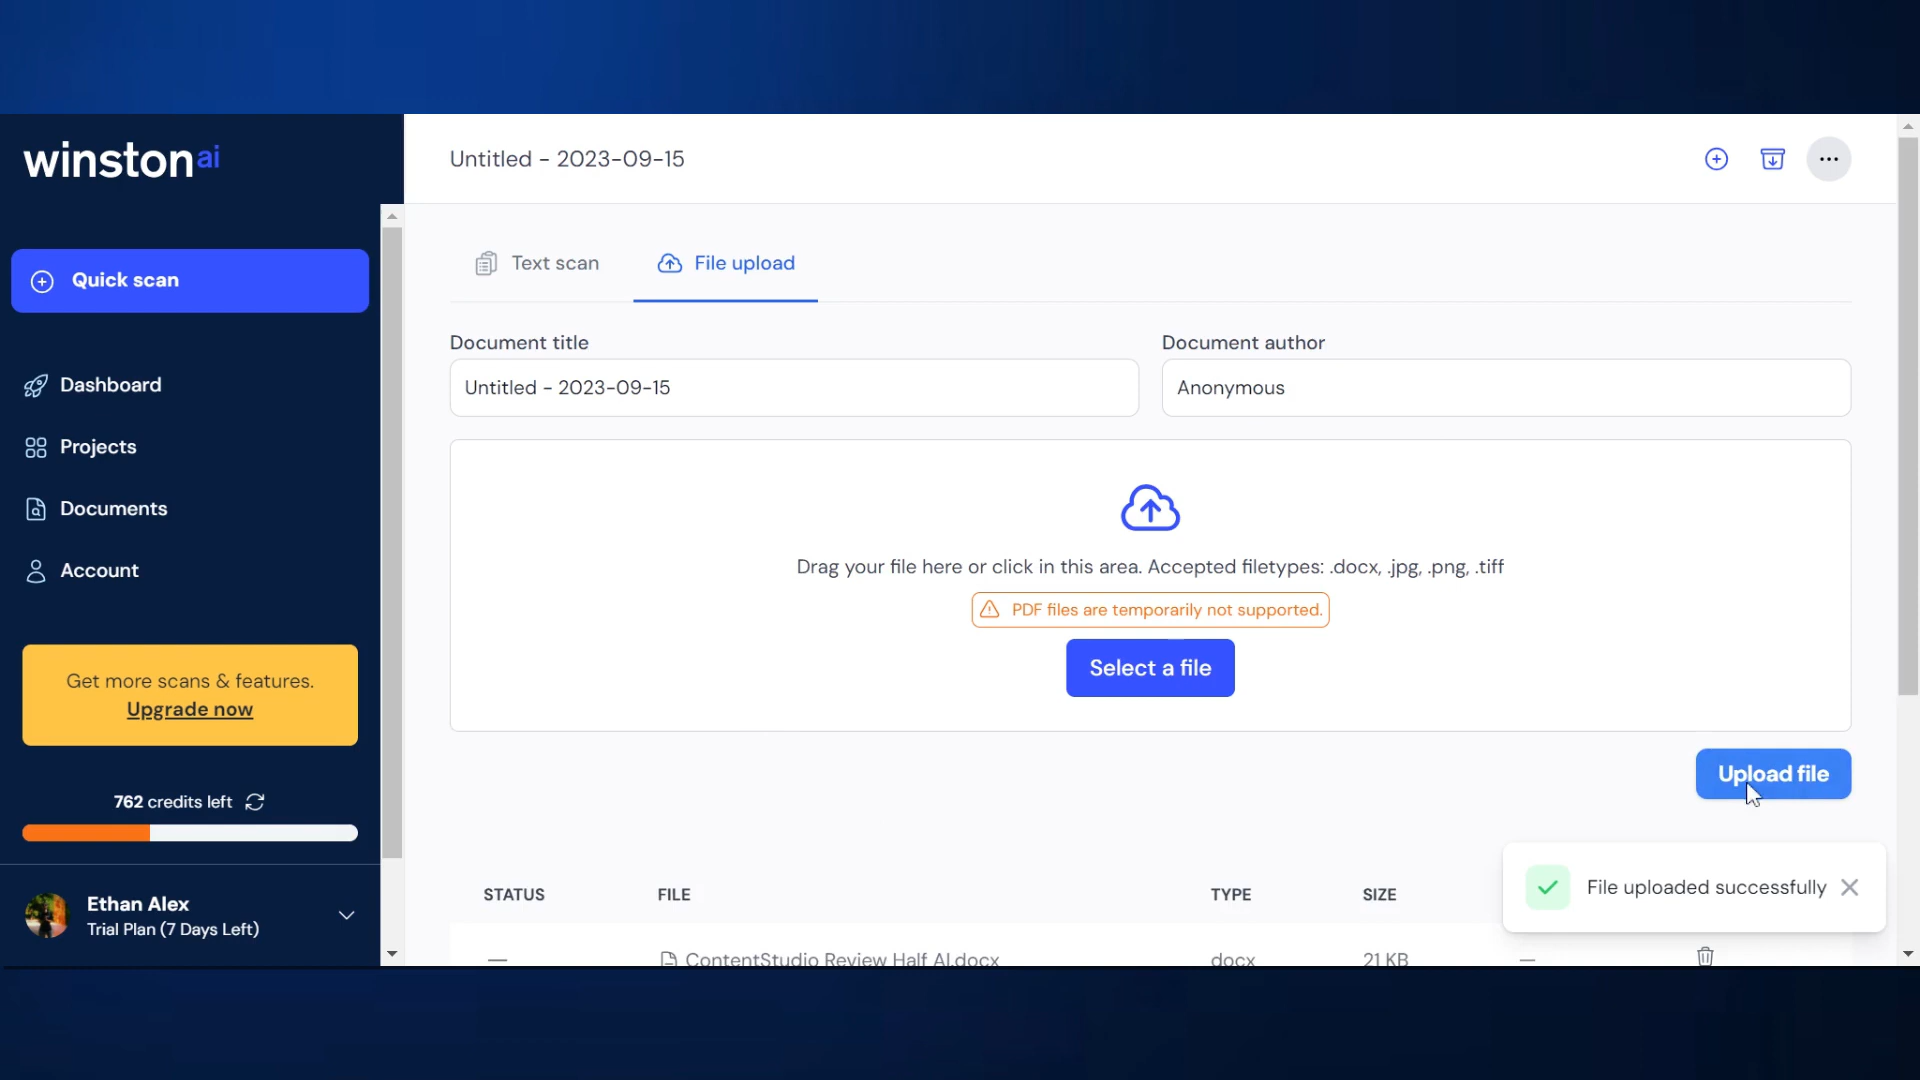 winston ai
Quick scan
Dashboard
Projects
Documents
Account
Get more scans & features.
Upgrade now
762 credits left
Ethan Alex
Trial Plan (7 Days Left)
Untitled - 2023-09-15
Text scan
File upload
Document title
Document author
Untitled - 2023-09-15
Anonymous
Drag your file here or click in this area. Accepted filetypes: .docx, .jpg, .png, .tiff
PDF files are temporarily not supported.
Select a file
Upload file
File uploaded successfully
STATUS FILE TYPE SIZE
— ContentStudio Review Half AI.docx docx 21 KB —